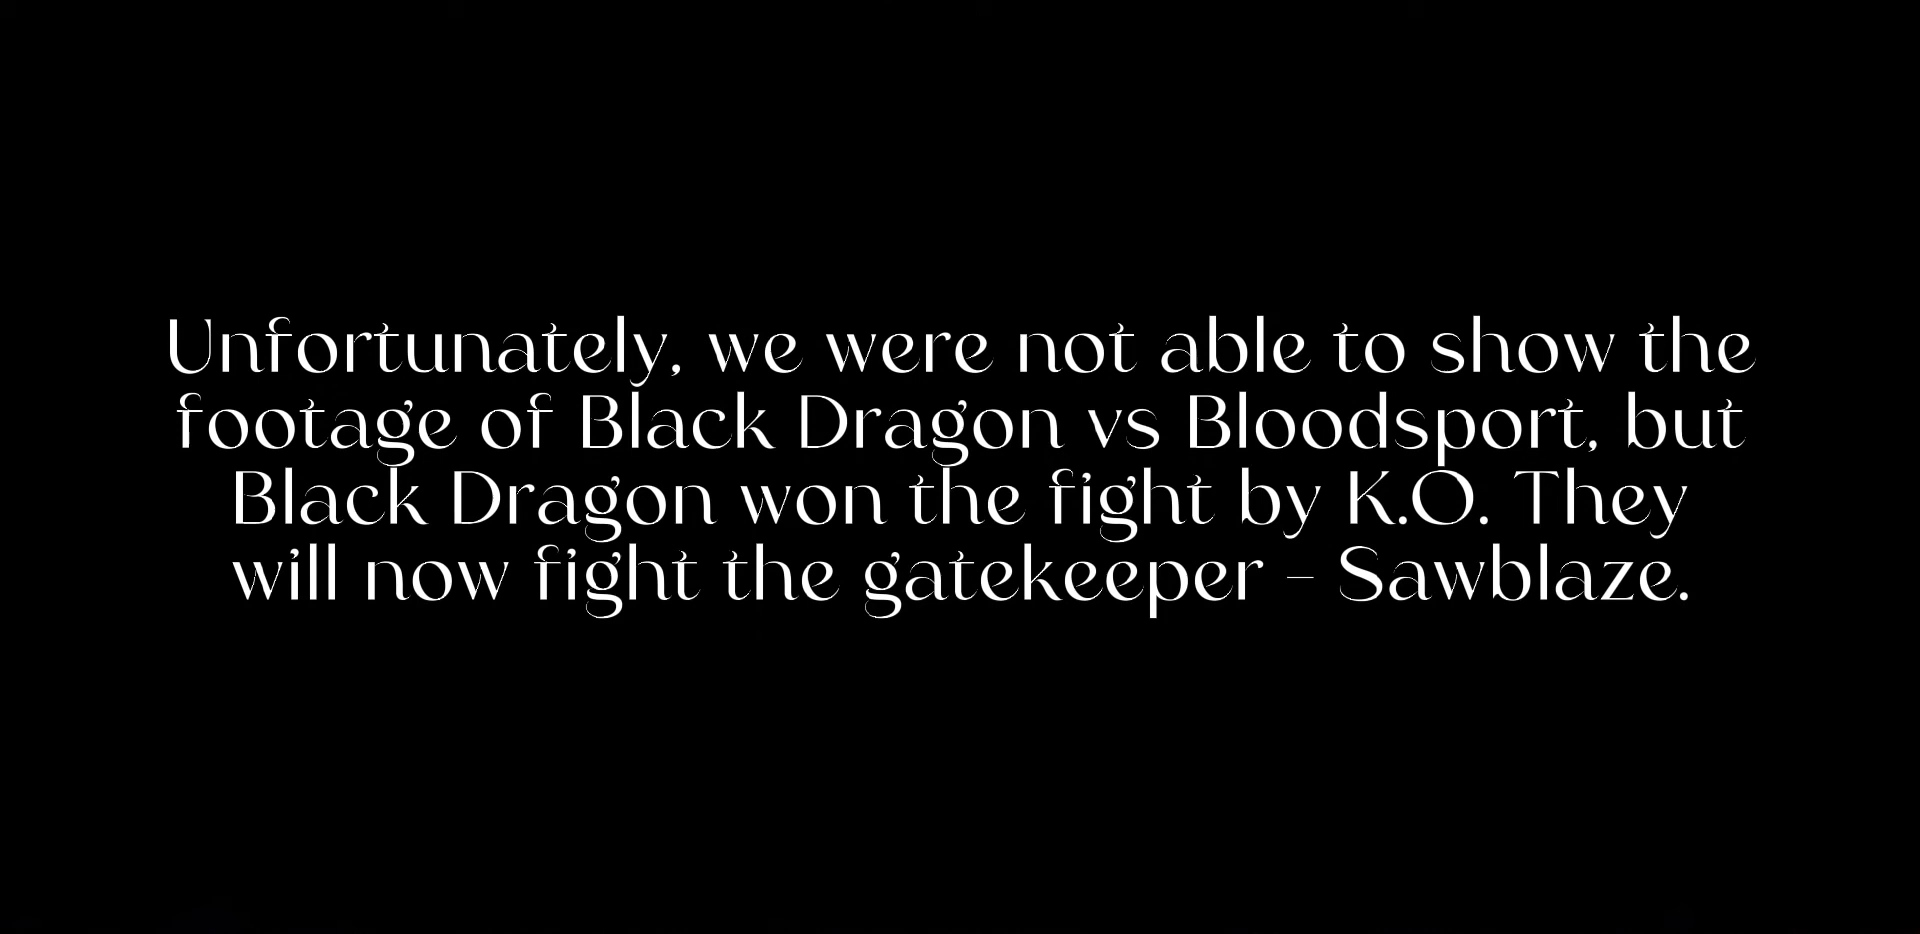 Unfortunately, we were not able to show the
footage of Black Dragon vs Bloodsport, but
Black Dragon won the fight by K.O. They
will now fight the gatekeeper - Sawblaze.